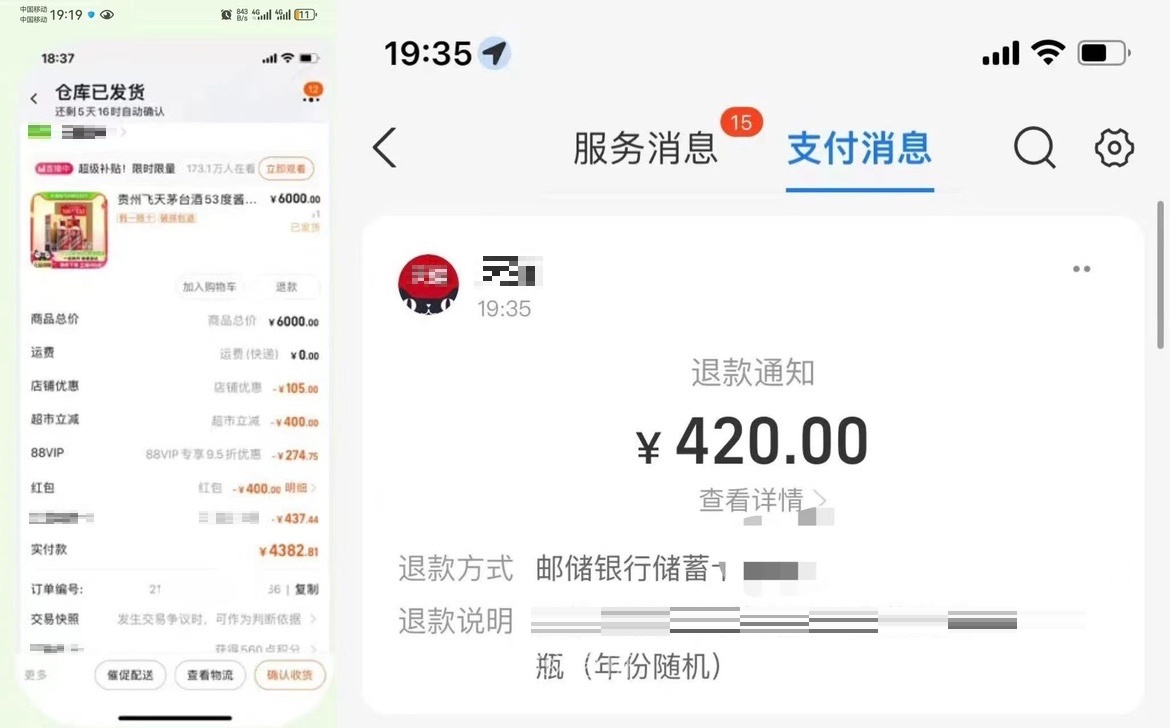 中国移动
中国移动
19:19
843 B/s 4G 4G 11
18:37
仓库已发货
还剩5天16时自动确认
12
直播中 超级补贴！限时限量 173.1万人在看 立即观看
贵州飞天茅台酒53度酱... ¥6000.00
x1
假一赔十 破损包退
已发货
加入购物车 退款
商品总价 商品总价 ¥6000.00
运费 运费(快递) ¥0.00
店铺优惠 店铺优惠 -¥105.00
超市立减 超市立减 -¥400.00
88VIP 88VIP专享9.5折优惠 -¥274.75
红包 红包 -¥400.00 明细
-¥437.44
实付款 ¥4382.81
订单编号: 21 36 | 复制
交易快照 发生交易争议时，可作为判断依据
获得560点积分
更多 催促配送 查看物流 确认收货
19:35
服务消息 15 支付消息
19:35
退款通知
¥ 420.00
查看详情
退款方式 邮储银行储蓄
退款说明
瓶（年份随机）